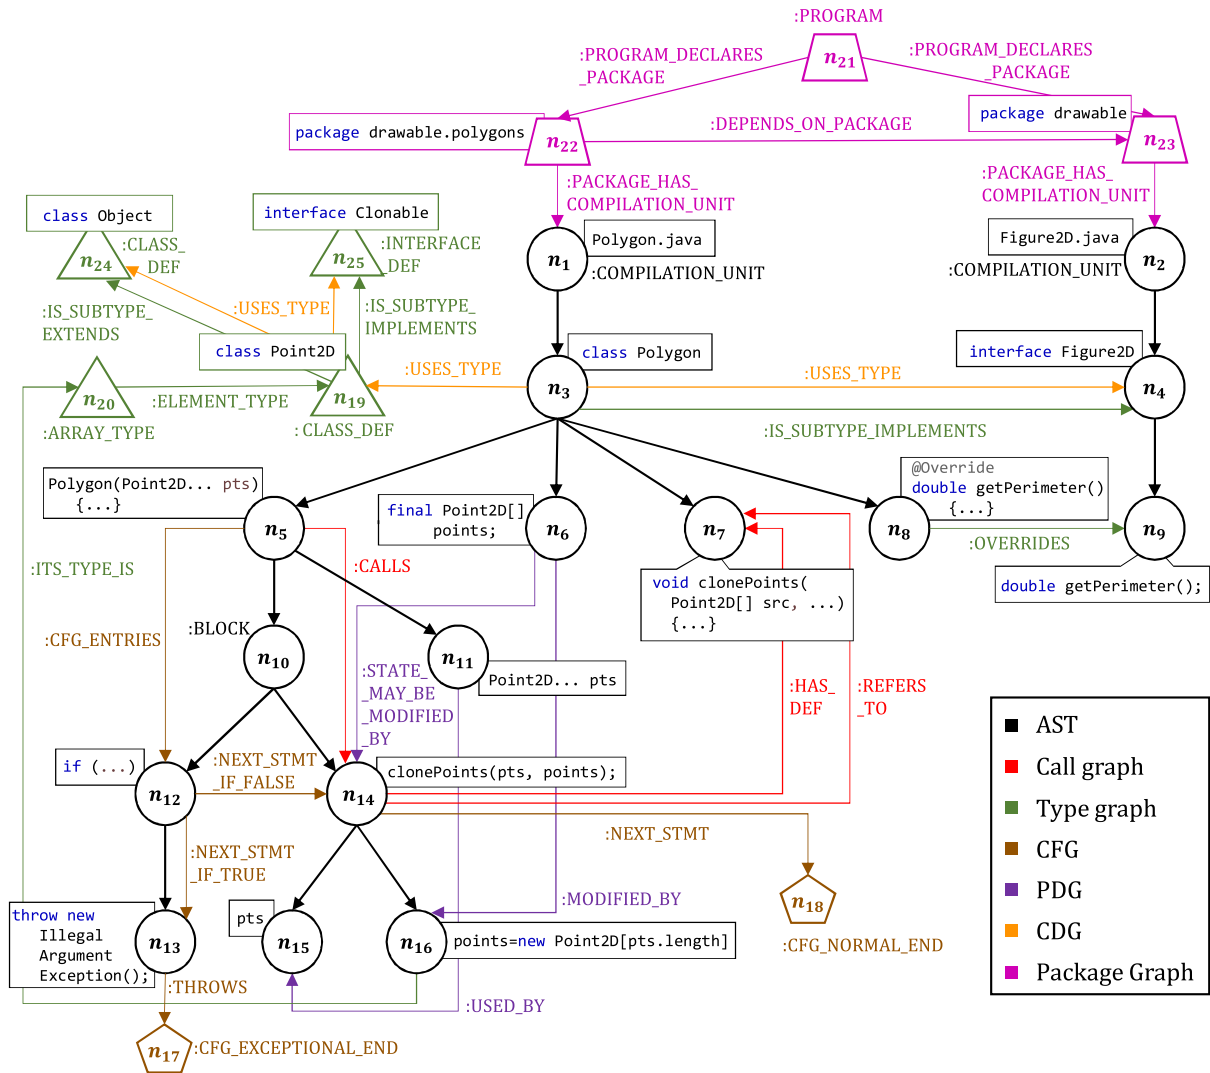 :PROGRAM
n21
:PROGRAM_DECLARES
_PACKAGE
:PROGRAM_DECLARES
_PACKAGE
package drawable.polygons
n22
:DEPENDS_ON_PACKAGE
package drawable
n23
:PACKAGE_HAS_
COMPILATION_UNIT
:PACKAGE_HAS_
COMPILATION_UNIT
class Object
n24
:CLASS_
DEF
interface Clonable
n25
:INTERFACE
_DEF
Polygon.java
n1
:COMPILATION_UNIT
Figure2D.java
n2
:COMPILATION_UNIT
:IS_SUBTYPE_
EXTENDS
:USES_TYPE
:IS_SUBTYPE_
IMPLEMENTS
class Point2D
n19
: CLASS_DEF
n20
:ARRAY_TYPE
:ELEMENT_TYPE
:USES_TYPE
class Polygon
n3
:USES_TYPE
interface Figure2D
n4
:IS_SUBTYPE_IMPLEMENTS
Polygon(Point2D... pts)
{...}
n5
final Point2D[]
points;
n6
n7
void clonePoints(
Point2D[] src, ...)
{...}
@Override
double getPerimeter()
{...}
n8
:OVERRIDES
n9
double getPerimeter();
:ITS_TYPE_IS
:CALLS
:CFG_ENTRIES
:BLOCK
n10
n11
Point2D... pts
:STATE_
_MAY_BE
_MODIFIED
_BY
:HAS_
DEF
:REFERS
_TO
if (...)
n12
:NEXT_STMT
_IF_FALSE
n14
clonePoints(pts, points);
:NEXT_STMT
:NEXT_STMT
_IF_TRUE
throw new
Illegal
Argument
Exception();
n13
pts
n15
n16
points=new Point2D[pts.length]
:MODIFIED_BY
n18
:CFG_NORMAL_END
:THROWS
:USED_BY
n17
:CFG_EXCEPTIONAL_END
AST
Call graph
Type graph
CFG
PDG
CDG
Package Graph